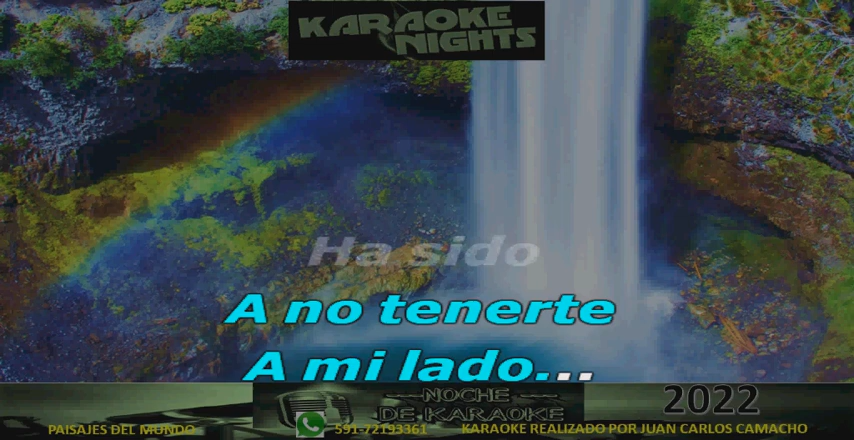 KARAOKE
NIGHTS
Ha sido
A no tenerte
A mi lado...
NOCHE
DE KARAOKE
2022
PAISAJES DEL MUNDO
591-72193361
KARAOKE REALIZADO POR JUAN CARLOS CAMACHO